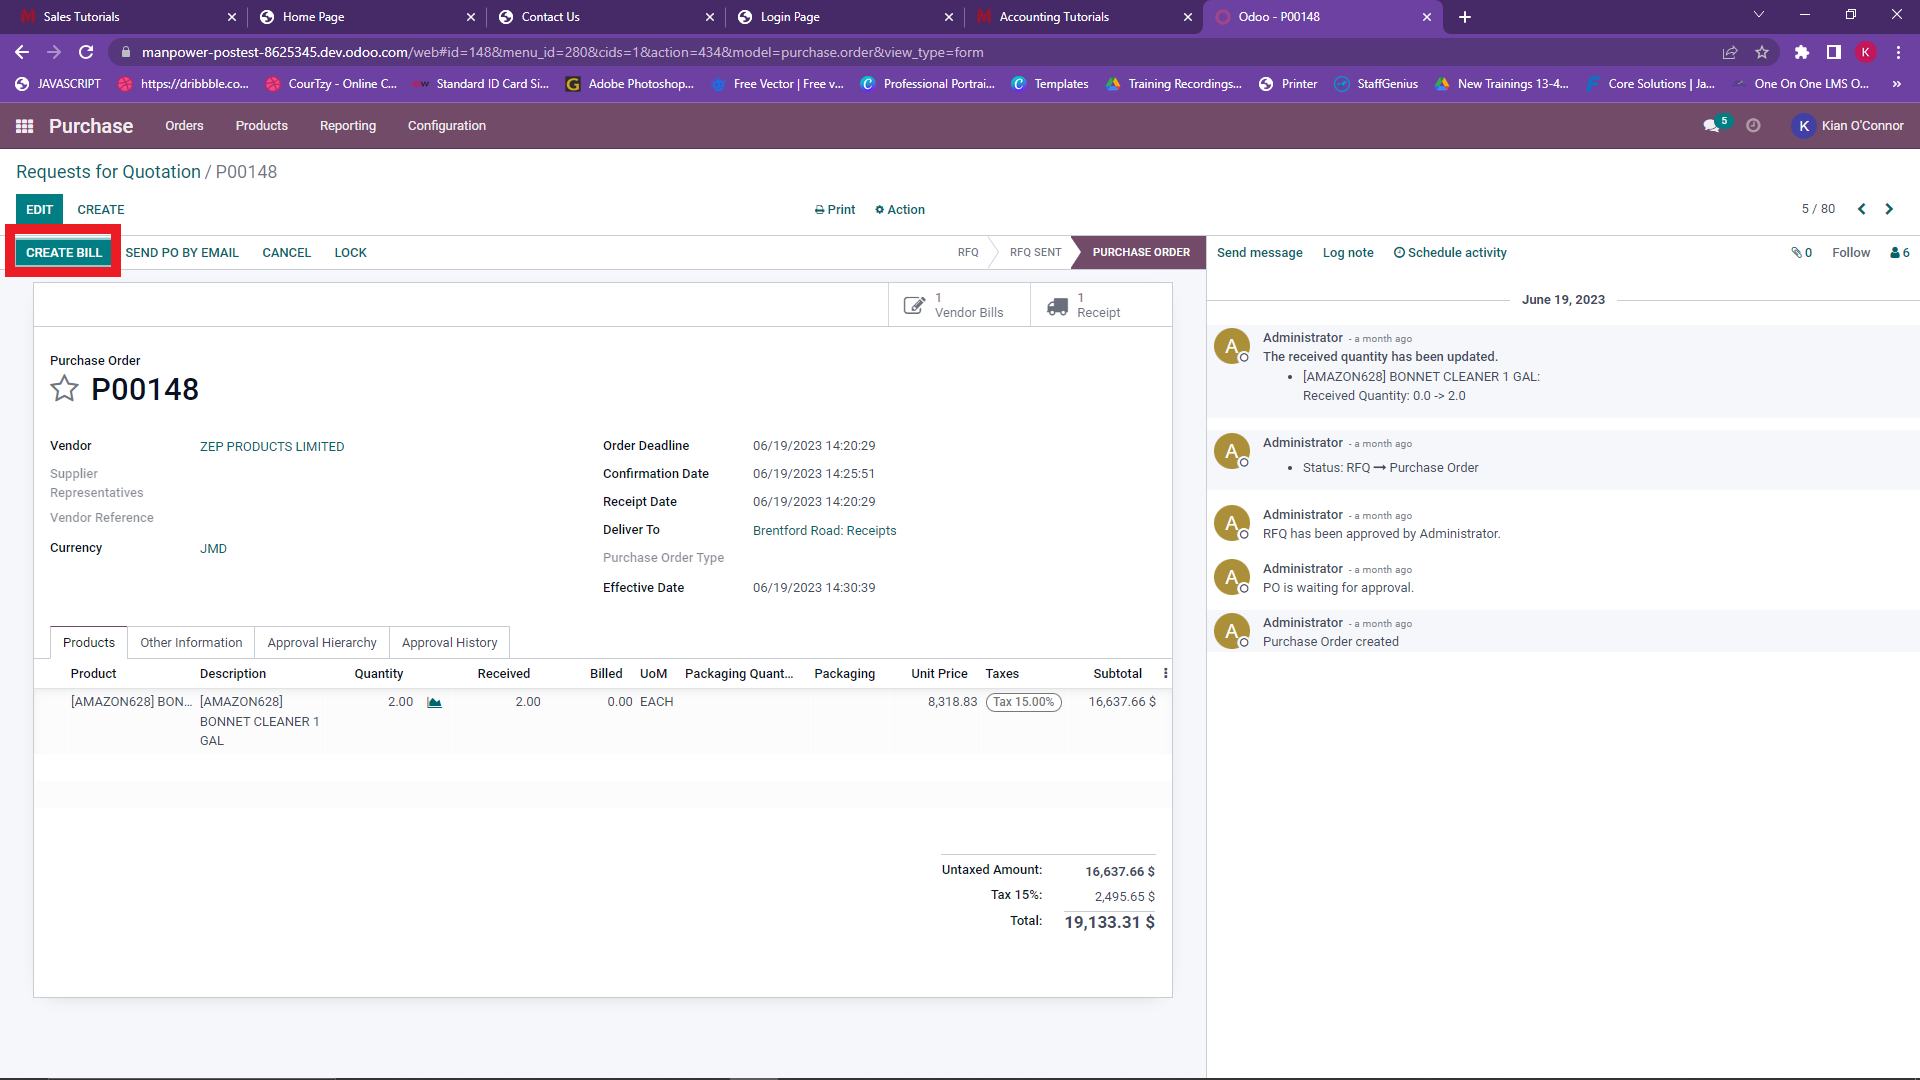 Sales Tutorials
Home Page
Contact Us
Login Page
Accounting Tutorials
Odoo - P00148
manpower-postest-8625345.dev.odoo.com/web#id=148&menu_id=280&cids=1&action=434&model=purchase.order&view_type=form
K
JAVASCRIPT
https://dribbble.co...
CourTzy - Online C...
Standard ID Card Si...
Adobe Photoshop...
Free Vector | Free v...
Professional Portrai...
Templates
Training Recordings...
Printer
StaffGenius
New Trainings 13-4...
Core Solutions | Ja...
One On One LMS O...
»
Purchase
Orders
Products
Reporting
Configuration
5
K
Kian O'Connor
Requests for Quotation / P00148
EDIT
CREATE
Print
Action
5 / 80
CREATE BILL
SEND PO BY EMAIL
CANCEL
LOCK
RFQ
RFQ SENT
PURCHASE ORDER
Send message
Log note
Schedule activity
0
Follow
6
1
Vendor Bills
1
Receipt
Purchase Order
P00148
Vendor
ZEP PRODUCTS LIMITED
Supplier
Representatives
Vendor Reference
Currency
JMD
Order Deadline
06/19/2023 14:20:29
Confirmation Date
06/19/2023 14:25:51
Receipt Date
06/19/2023 14:20:29
Deliver To
Brentford Road: Receipts
Purchase Order Type
Effective Date
06/19/2023 14:30:39
Products
Other Information
Approval Hierarchy
Approval History
Product
Description
Quantity
Received
Billed
UoM
Packaging Quant...
Packaging
Unit Price
Taxes
Subtotal
[AMAZON628] BON...
[AMAZON628]
BONNET CLEANER 1
GAL
2.00
2.00
0.00
EACH
8,318.83
Tax 15.00%
16,637.66 $
Untaxed Amount:
16,637.66 $
Tax 15%:
2,495.65 $
Total:
19,133.31 $
June 19, 2023
A
Administrator - a month ago
The received quantity has been updated.
• [AMAZON628] BONNET CLEANER 1 GAL:
Received Quantity: 0.0 -> 2.0
A
Administrator - a month ago
• Status: RFQ → Purchase Order
A
Administrator - a month ago
RFQ has been approved by Administrator.
A
Administrator - a month ago
PO is waiting for approval.
A
Administrator - a month ago
Purchase Order created